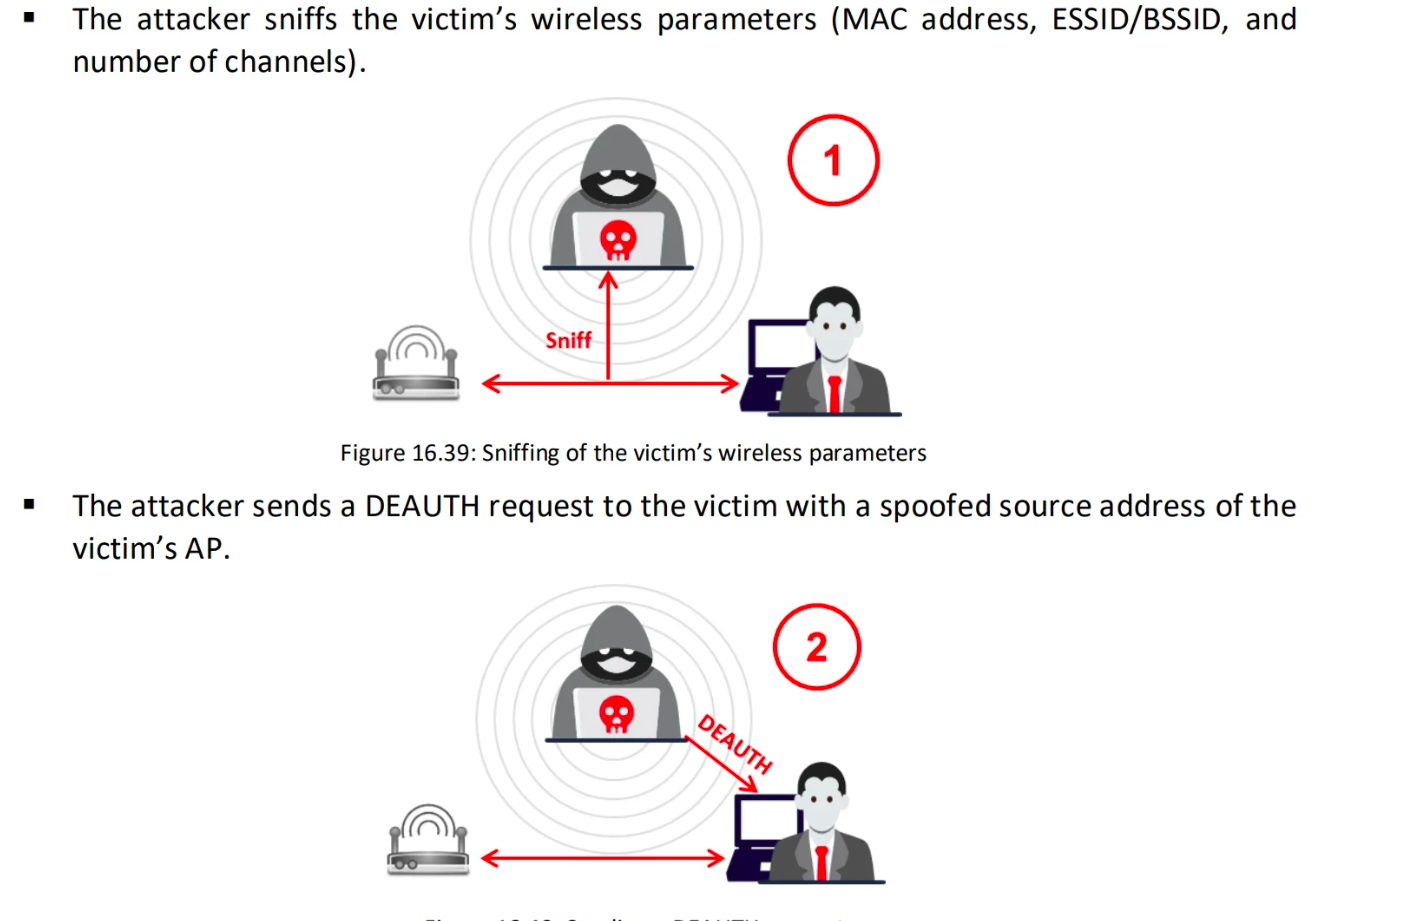 ▪ The attacker sniffs the victim’s wireless parameters (MAC address, ESSID/BSSID, and
number of channels).
1
Sniff
Figure 16.39: Sniffing of the victim’s wireless parameters
▪ The attacker sends a DEAUTH request to the victim with a spoofed source address of the
victim’s AP.
2
DEAUTH